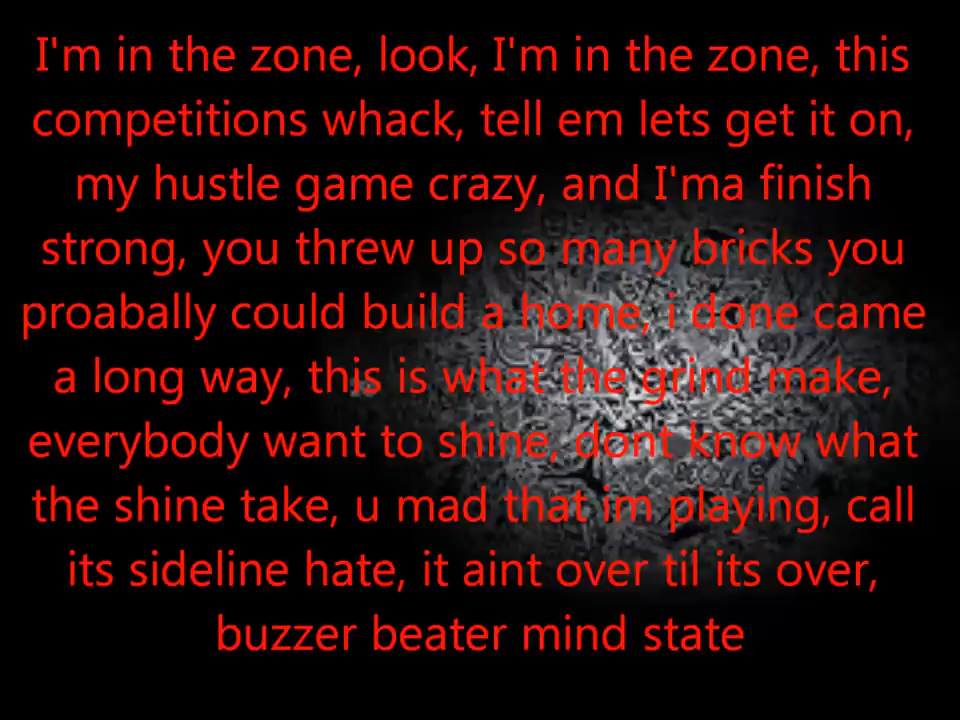 I'm in the zone, look, I'm in the zone, this
competitions whack, tell em lets get it on,
my hustle game crazy, and I'ma finish
strong, you threw up so many bricks you
proabally could build a home, i done came
a long way, this is what the grind make,
everybody want to shine, dont know what
the shine take, u mad that im playing, call
its sideline hate, it aint over til its over,
buzzer beater mind state